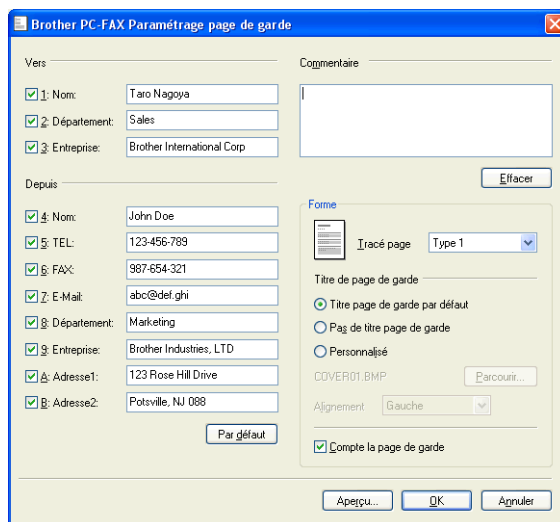 Brother PC-FAX Paramétrage page de garde
Vers
1: Nom:
Taro Nagoya
2: Département:
Sales
3: Entreprise:
Brother International Corp
Depuis
4: Nom:
John Doe
5: TEL:
123-456-789
6: FAX:
987-654-321
7: E-Mail:
abc@def.ghi
8: Département:
Marketing
9: Entreprise:
Brother Industries, LTD
A: Adresse1:
123 Rose Hill Drive
B: Adresse2:
Potsville, NJ 088
Par défaut
Commentaire
Effacer
Forme
Tracé page
Type 1
Titre de page de garde
Titre page de garde par défaut
Pas de titre page de garde
Personnalisé
COVER01.BMP
Parcourir...
Alignement
Gauche
Compte la page de garde
Aperçu...
OK
Annuler